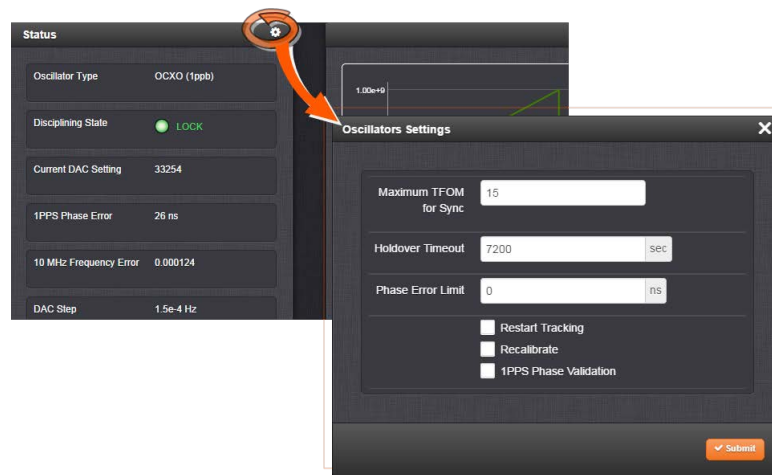 Status
Oscillator Type OCXO (1ppb)
Disciplining State LOCK
Current DAC Setting 33254
1PPS Phase Error 26 ns
10 MHz Frequency Error 0.000124
DAC Step 1.5e-4 Hz
1.00e+9
Oscillators Settings
Maximum TFOM
for Sync
15
Holdover Timeout 7200 sec
Phase Error Limit 0 ns
Restart Tracking
Recalibrate
1PPS Phase Validation
Submit